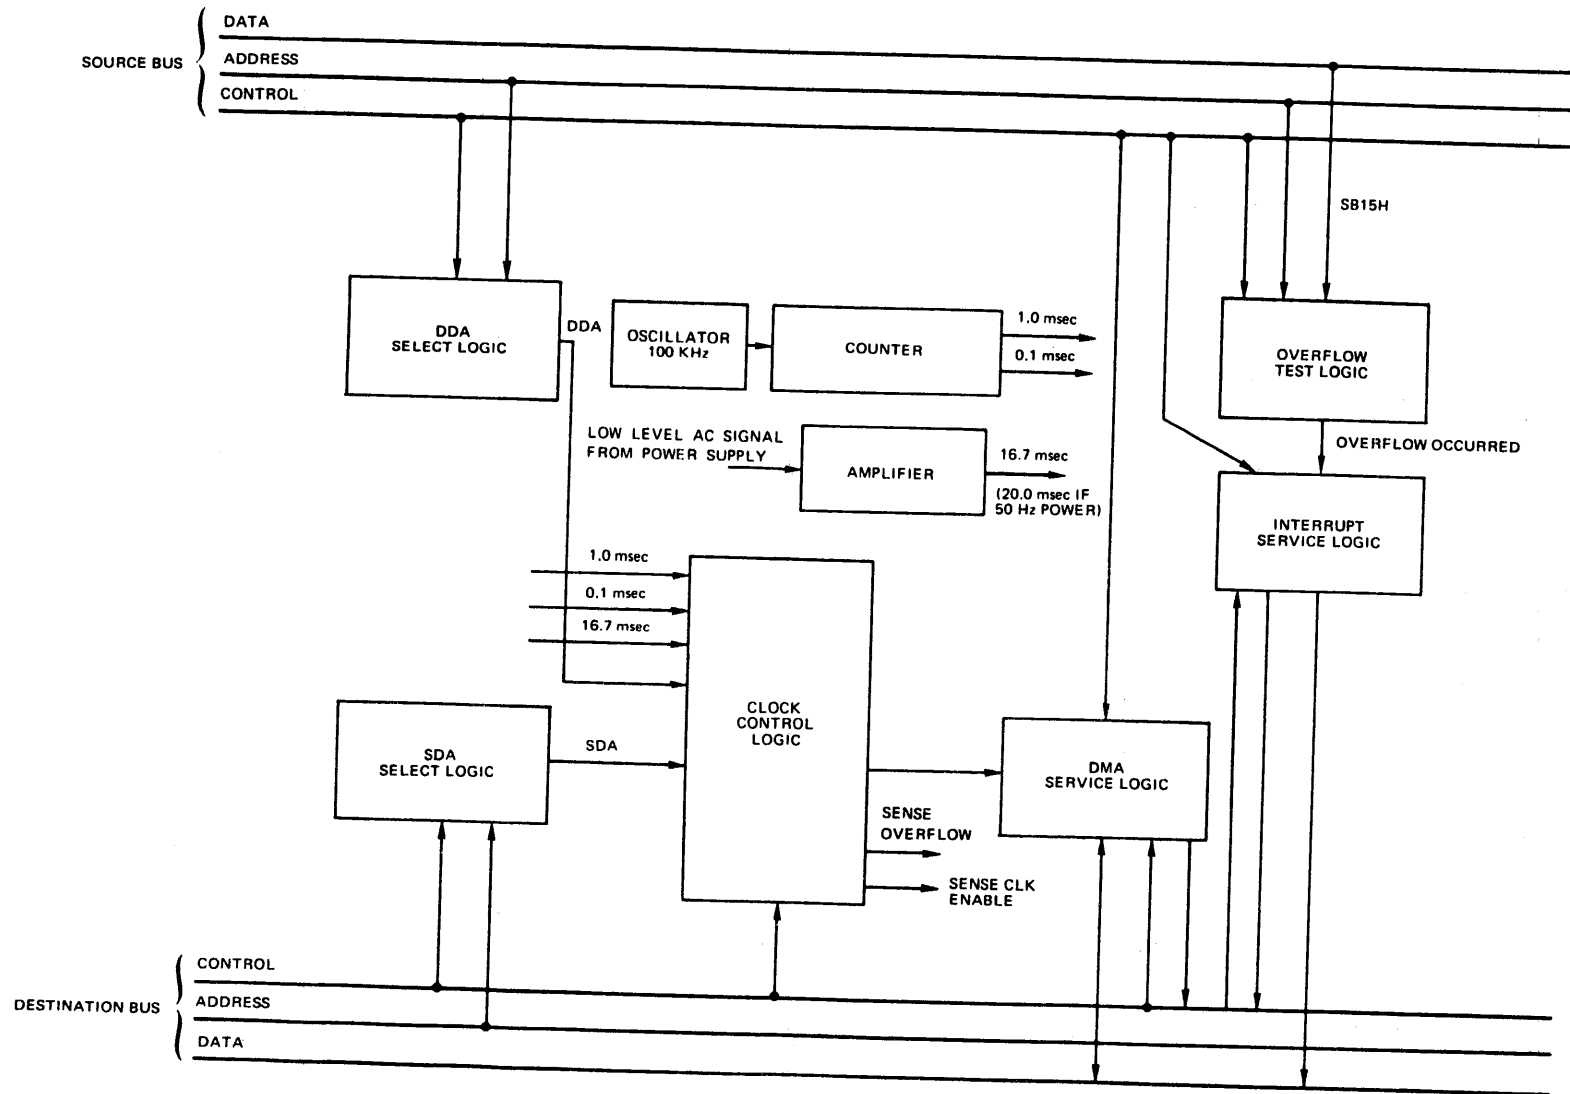 DATA
SOURCE BUS
ADDRESS
CONTROL
SB15H
DDA
SELECT LOGIC
DDA
OSCILLATOR
100 KHz
COUNTER
1.0 msec
0.1 msec
OVERFLOW
TEST LOGIC
LOW LEVEL AC SIGNAL
FROM POWER SUPPLY
AMPLIFIER
16.7 msec
(20.0 msec IF
50 Hz POWER)
OVERFLOW OCCURRED
INTERRUPT
SERVICE LOGIC
1.0 msec
0.1 msec
16.7 msec
CLOCK
CONTROL
LOGIC
SDA
SELECT LOGIC
SDA
DMA
SERVICE LOGIC
SENSE
OVERFLOW
SENSE CLK
ENABLE
CONTROL
DESTINATION BUS
ADDRESS
DATA